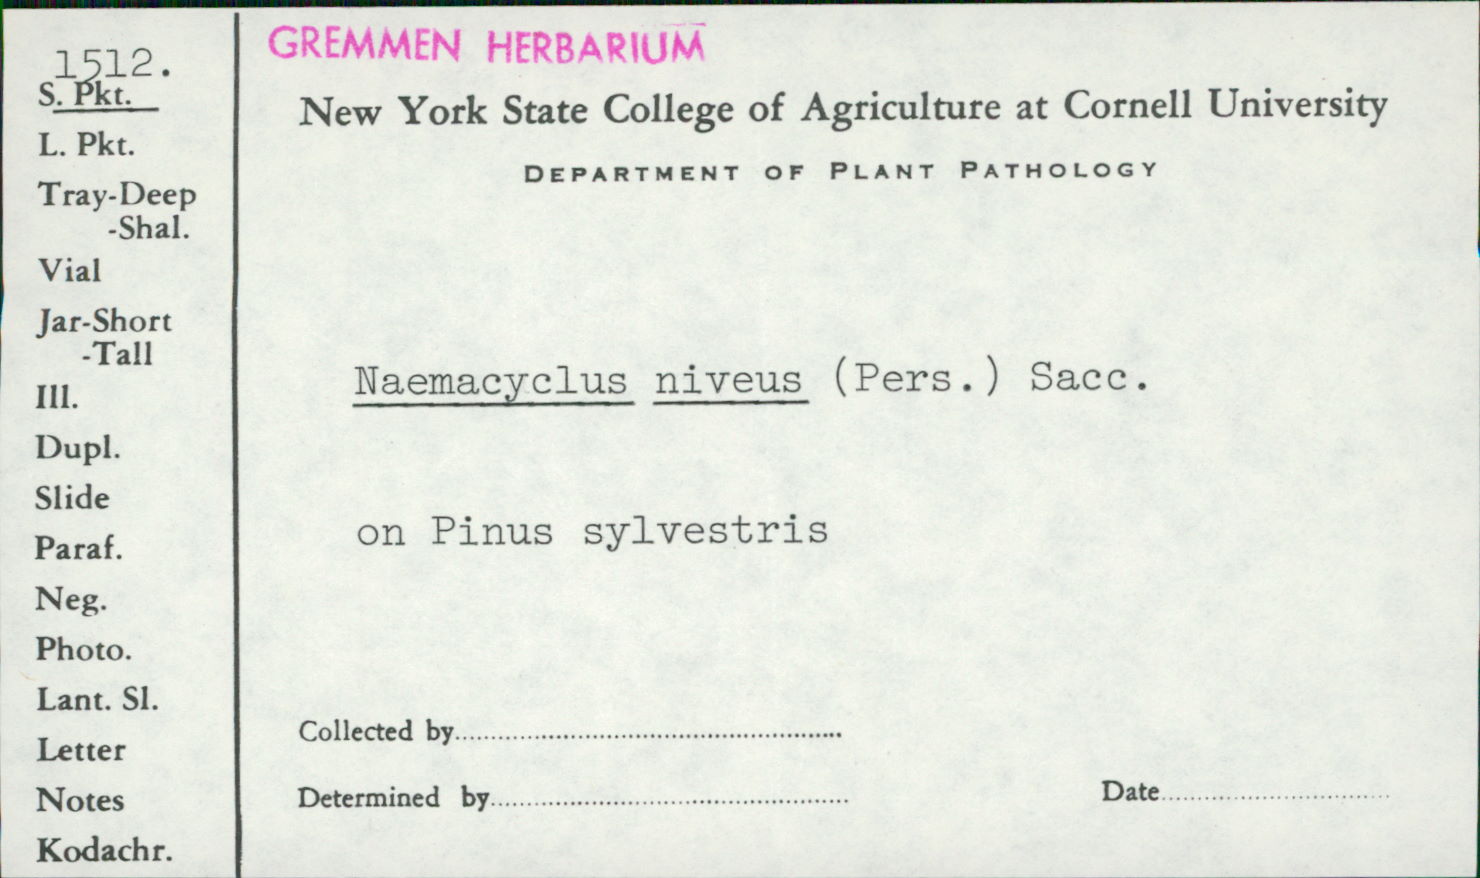 1512.
S. Pkt.
L. Pkt.
Tray-Deep
-Shal.
Vial
Jar-Short
-Tall
Ill.
Dupl.
Slide
Paraf.
Neg.
Photo.
Lant. Sl.
Letter
Notes
Kodachr.
GREMMEN HERBARIUM
New York State College of Agriculture at Cornell University
DEPARTMENT OF PLANT PATHOLOGY
Naemacyclus niveus (Pers.) Sacc.
on Pinus sylvestris
Collected by
Determined by
Date